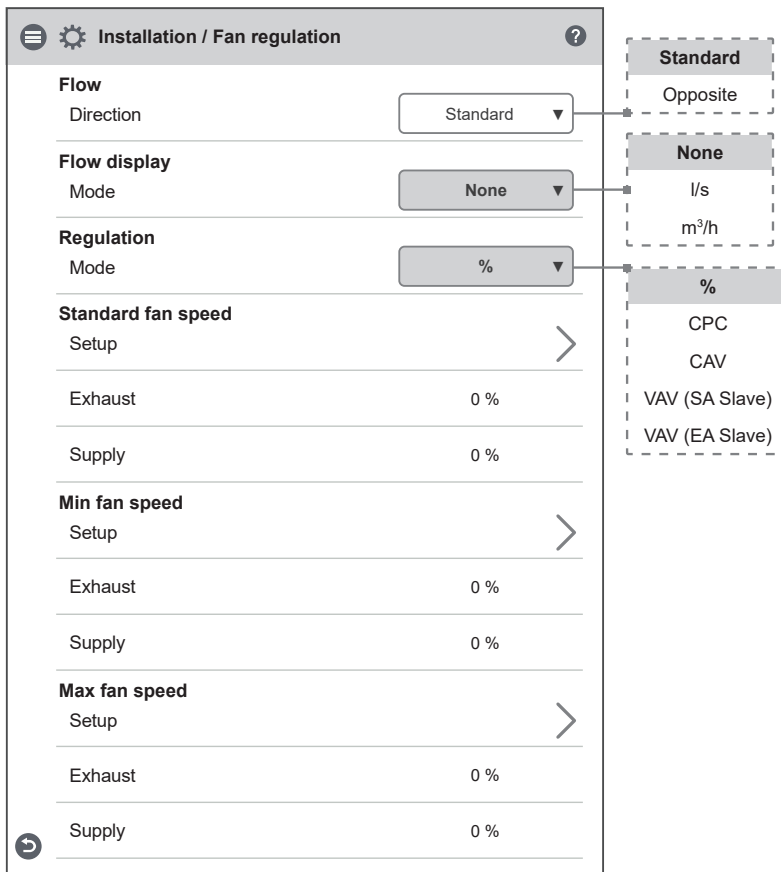 Installation / Fan regulation
?
Flow
Direction
Standard ▼
Standard
Opposite
Flow display
Mode
None ▼
None
l/s
m³/h
Regulation
Mode
% ▼
%
CPC
CAV
VAV (SA Slave)
VAV (EA Slave)
Standard fan speed
Setup
Exhaust 0 %
Supply 0 %
Min fan speed
Setup
Exhaust 0 %
Supply 0 %
Max fan speed
Setup
Exhaust 0 %
Supply 0 %